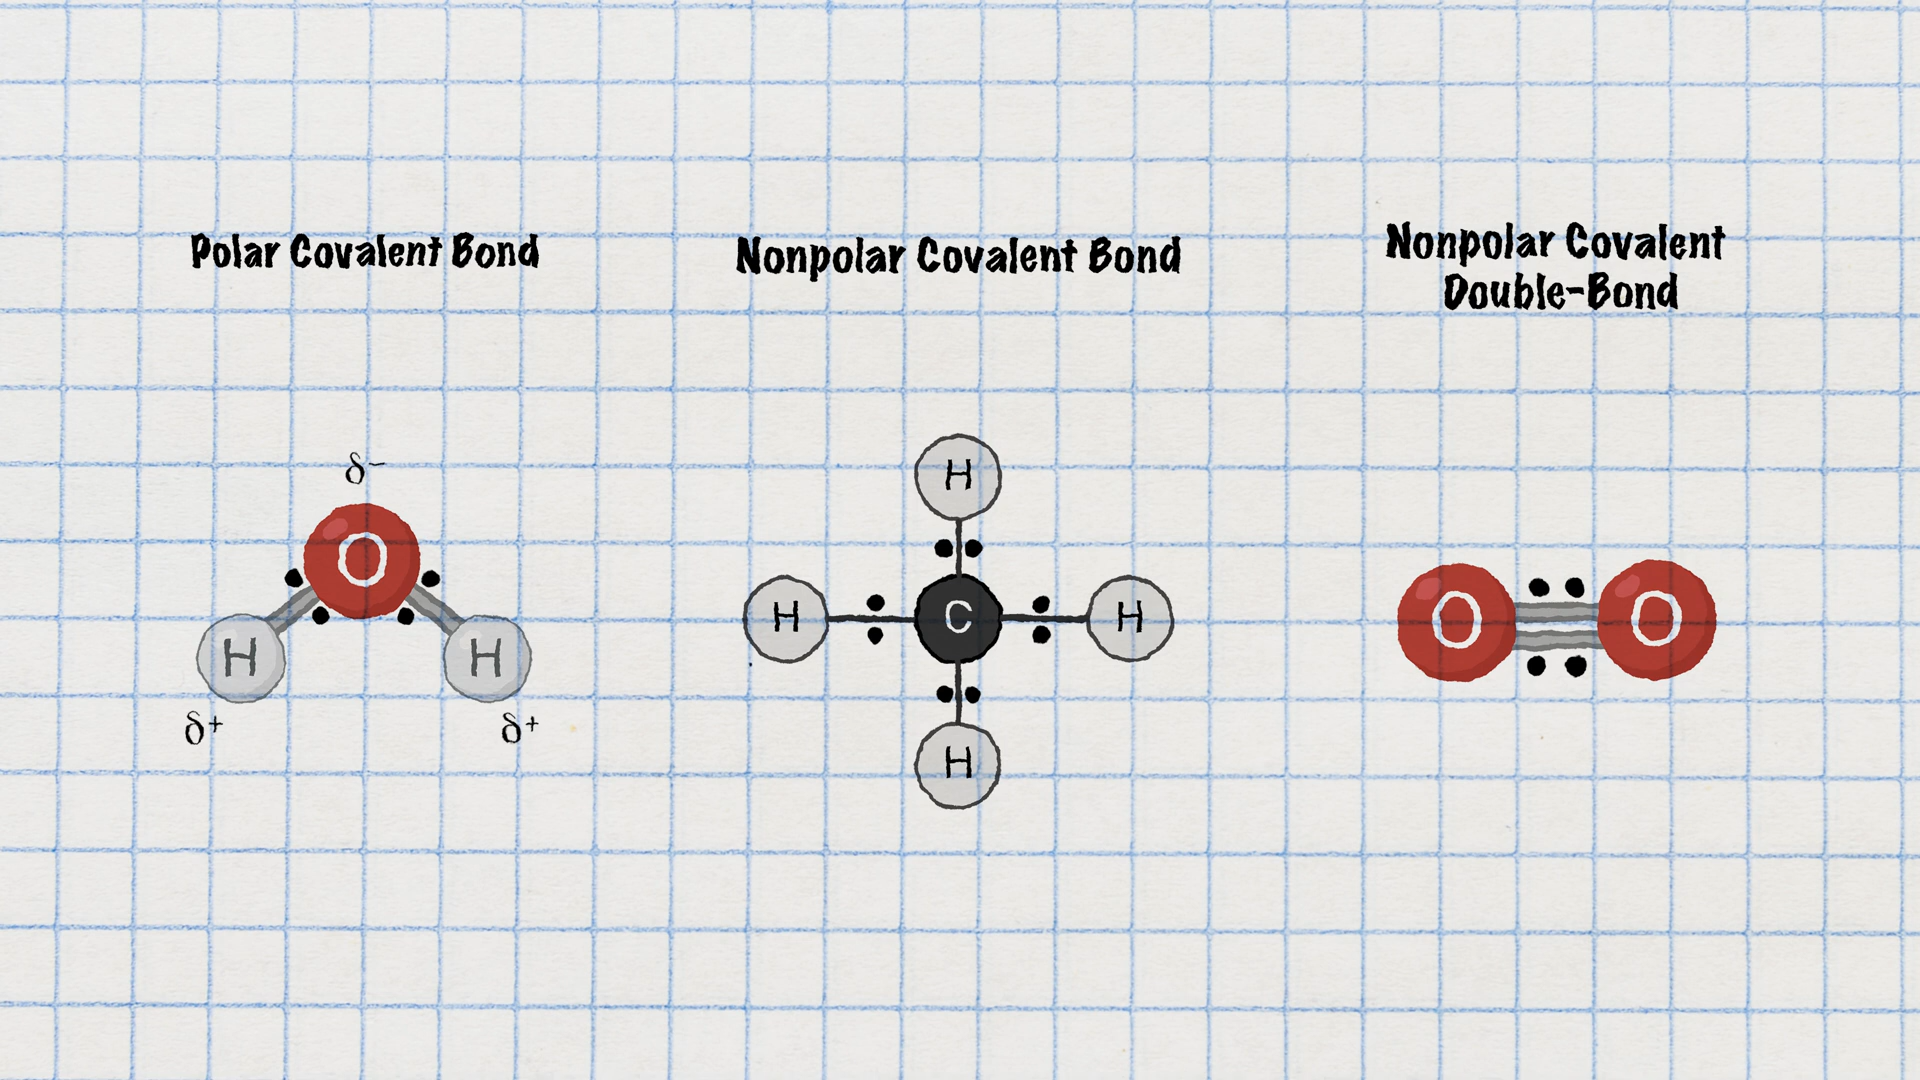 Polar Covalent Bond
Nonpolar Covalent Bond
Nonpolar Covalent
Double-Bond
δ−
O
H
H
δ+
δ+
H
H
C
H
H
O
O